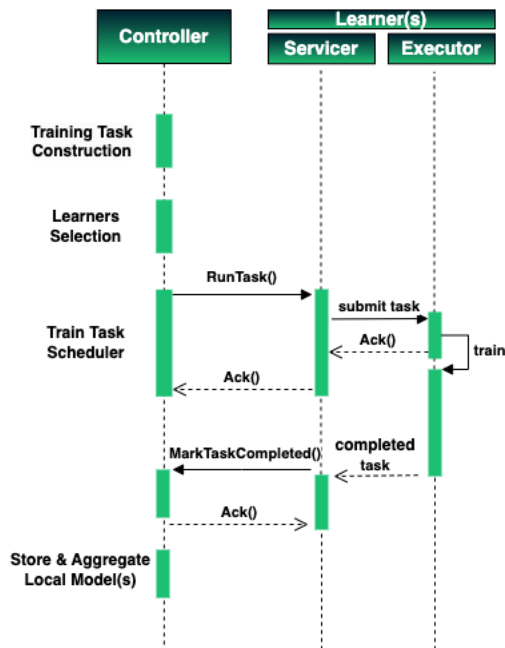 Learner(s)
Controller
Servicer
Executor
Training Task
Construction
Learners
Selection
RunTask()
submit task
Train Task
Scheduler
Ack()
train
Ack()
completed
MarkTaskCompleted()
task
Ack()
Store & Aggregate
Local Model(s)